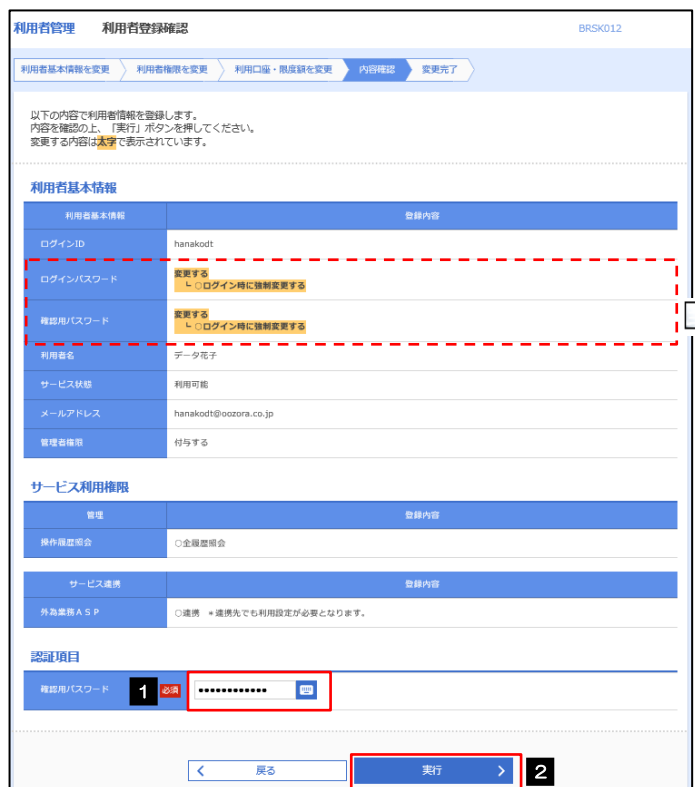 利用者管理 利用者登録確認 BRSK012
利用者基本情報を変更 利用者権限を変更 利用口座・限度額を変更 内容確認 変更完了
以下の内容で利用者情報を登録します。
内容を確認の上、「実行」ボタンを押してください。
変更する内容は太字で表示されています。
利用者基本情報
利用者基本情報 登録内容
ログインID hanakodt
ログインパスワード 変更する
└ ○ログイン時に強制変更する
確認用パスワード 変更する
└ ○ログイン時に強制変更する
利用者名 データ花子
サービス状態 利用可能
メールアドレス hanakodt@oozora.co.jp
管理者権限 付与する
サービス利用権限
管理 登録内容
操作履歴照会 ○全履歴照会
サービス連携 登録内容
外為業務ASP ○連携 *連携先でも利用設定が必要となります。
認証項目
確認用パスワード 1 必須 ●●●●●●●●●●●●
戻る 実行 2